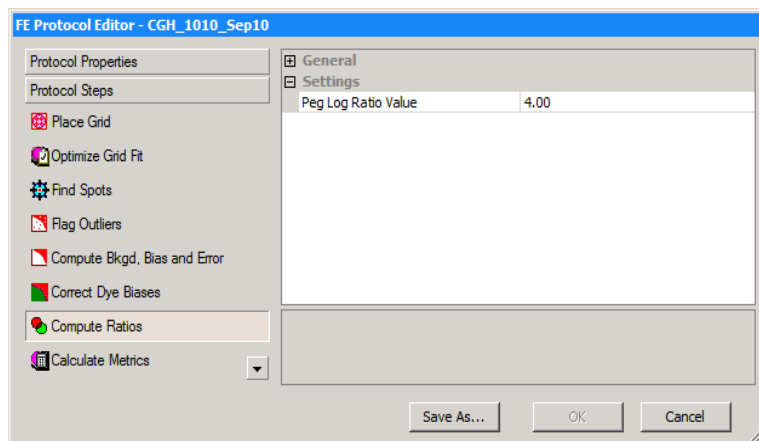 FE Protocol Editor - CGH_1010_Sep10
Protocol Properties
Protocol Steps
Place Grid
Optimize Grid Fit
Find Spots
Flag Outliers
Compute Bkgd, Bias and Error
Correct Dye Biases
Compute Ratios
Calculate Metrics
General
Settings
Peg Log Ratio Value 4.00
Save As... OK Cancel